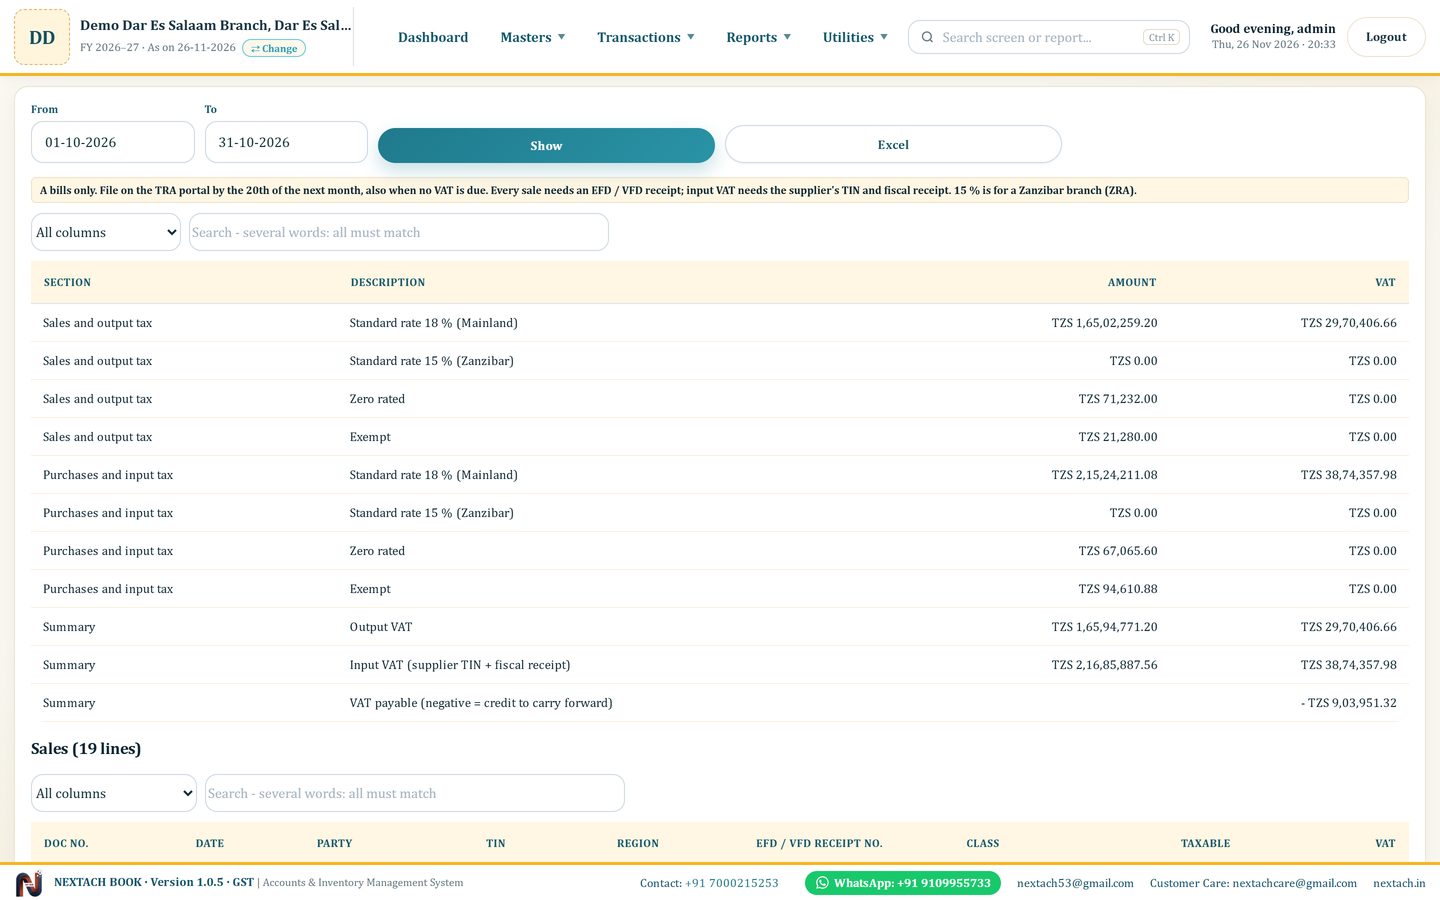 DD
Demo Dar Es Salaam Branch, Dar Es Sal...
FY 2026–27 · As on 26-11-2026 ⇄ Change
Dashboard
Masters ▼
Transactions ▼
Reports ▼
Utilities ▼
Search screen or report... Ctrl K
Good evening, admin
Thu, 26 Nov 2026 · 20:33
Logout
From To
01-10-2026 31-10-2026 Show Excel
A bills only. File on the TRA portal by the 20th of the next month, also when no VAT is due. Every sale needs an EFD / VFD receipt; input VAT needs the supplier's TIN and fiscal receipt. 15 % is for a Zanzibar branch (ZRA).
All columns Search - several words: all must match
SECTION DESCRIPTION AMOUNT VAT
Sales and output tax Standard rate 18 % (Mainland) TZS 1,65,02,259.20 TZS 29,70,406.66
Sales and output tax Standard rate 15 % (Zanzibar) TZS 0.00 TZS 0.00
Sales and output tax Zero rated TZS 71,232.00 TZS 0.00
Sales and output tax Exempt TZS 21,280.00 TZS 0.00
Purchases and input tax Standard rate 18 % (Mainland) TZS 2,15,24,211.08 TZS 38,74,357.98
Purchases and input tax Standard rate 15 % (Zanzibar) TZS 0.00 TZS 0.00
Purchases and input tax Zero rated TZS 67,065.60 TZS 0.00
Purchases and input tax Exempt TZS 94,610.88 TZS 0.00
Summary Output VAT TZS 1,65,94,771.20 TZS 29,70,406.66
Summary Input VAT (supplier TIN + fiscal receipt) TZS 2,16,85,887.56 TZS 38,74,357.98
Summary VAT payable (negative = credit to carry forward) - TZS 9,03,951.32
Sales (19 lines)
All columns Search - several words: all must match
DOC NO. DATE PARTY TIN REGION EFD / VFD RECEIPT NO. CLASS TAXABLE VAT
NEXTACH BOOK · Version 1.0.5 · GST | Accounts & Inventory Management System
Contact: +91 7000215253
WhatsApp: +91 9109955733
nextach53@gmail.com
Customer Care: nextachcare@gmail.com
nextach.in